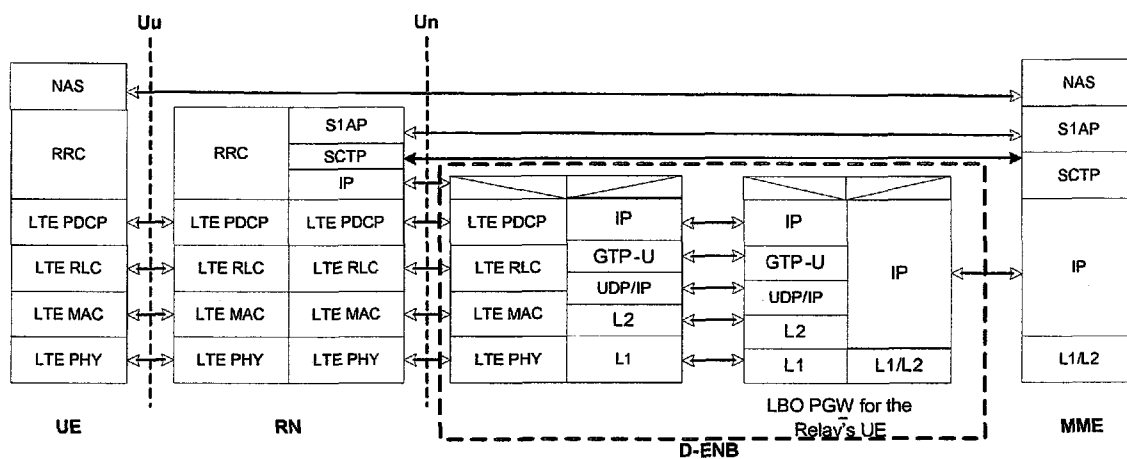 Uu
Un
NAS
NAS
S1AP
S1AP
RRC
RRC
SCTP
SCTP
IP
LTE PDCP
LTE PDCP
LTE PDCP
LTE PDCP
IP
IP
LTE RLC
LTE RLC
LTE RLC
LTE RLC
GTP-U
GTP-U
IP
IP
UDP/IP
UDP/IP
LTE MAC
LTE MAC
LTE MAC
LTE MAC
L2
L2
LTE PHY
LTE PHY
LTE PHY
LTE PHY
L1
L1
L1/L2
L1/L2
LBO PGW for the
Relay's UE
UE
RN
MME
D-ENB